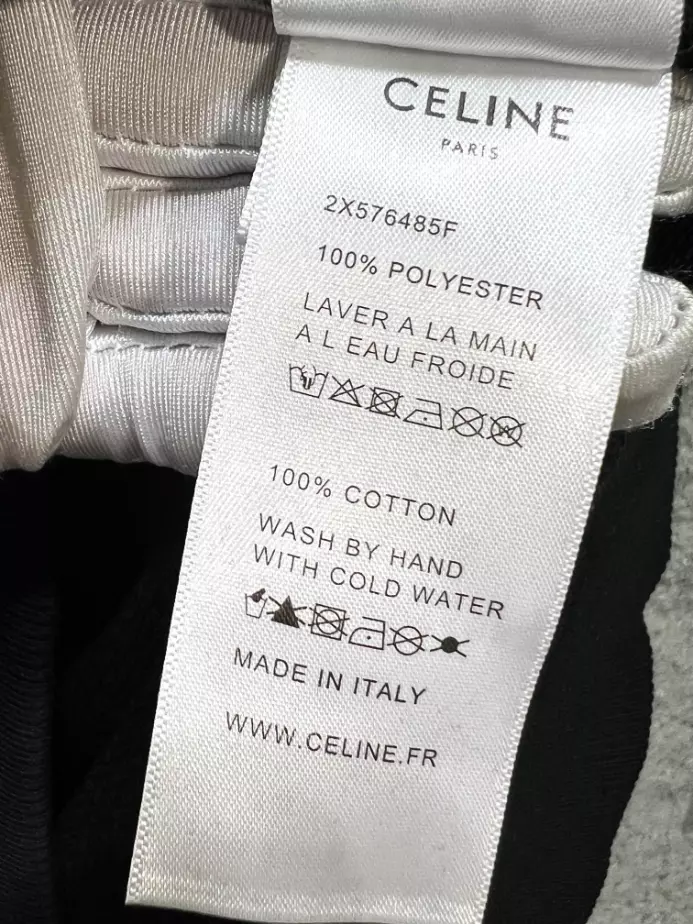 CELINE
PARIS
2X576485F
100% POLYESTER
LAVER A LA MAIN
A L EAU FROIDE
100% COTTON
WASH BY HAND
WITH COLD WATER
MADE IN ITALY
WWW.CELINE.FR